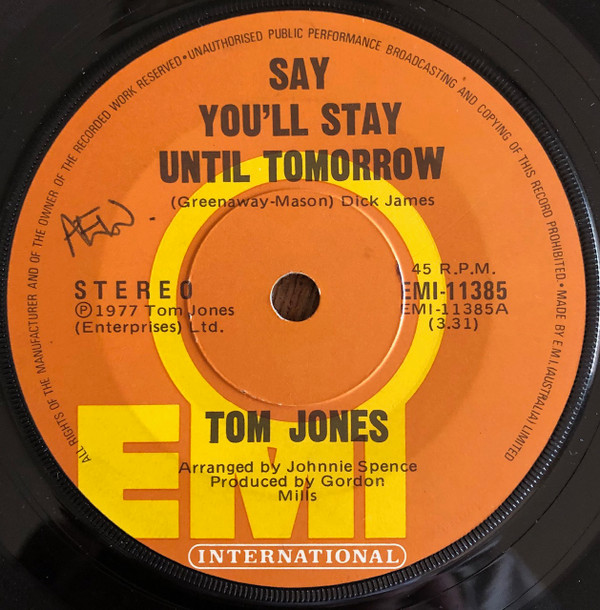 ALL RIGHTS OF THE MANUFACTURER AND OF THE OWNER OF THE RECORDED WORK RESERVED•UNAUTHORISED PUBLIC PERFORMANCE BROADCASTING AND COPYING OF THIS RECORD PROHIBITED.•MADE BY E.M.I. (AUSTRALIA) LIMITED
SAY
YOU'LL STAY
UNTIL TOMORROW
(Greenaway-Mason) Dick James
STEREO
℗1977 Tom Jones
(Enterprises) Ltd.
45 R.P.M.
EMI-11385
EMI-11385A
(3.31)
TOM JONES
Arranged by Johnnie Spence
Produced by Gordon
Mills
EMI
INTERNATIONAL